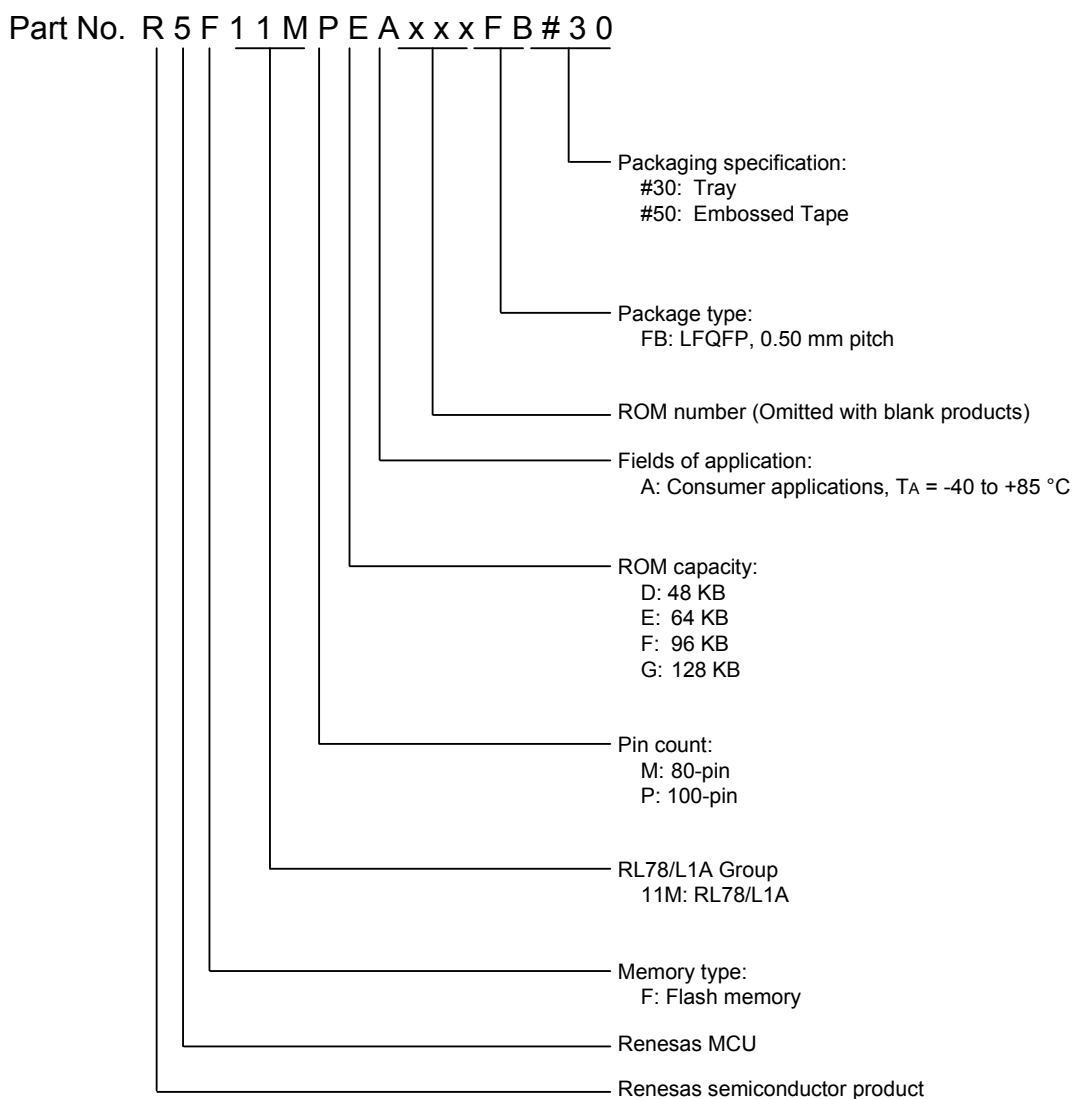 Part No. R 5 F 1 1 M P E A x x x F B # 3 0
Packaging specification:
#30: Tray
#50: Embossed Tape
Package type:
FB: LFQFP, 0.50 mm pitch
ROM number (Omitted with blank products)
Fields of application:
A: Consumer applications, TA = -40 to +85 °C
ROM capacity:
D: 48 KB
E: 64 KB
F: 96 KB
G: 128 KB
Pin count:
M: 80-pin
P: 100-pin
RL78/L1A Group
11M: RL78/L1A
Memory type:
F: Flash memory
Renesas MCU
Renesas semiconductor product